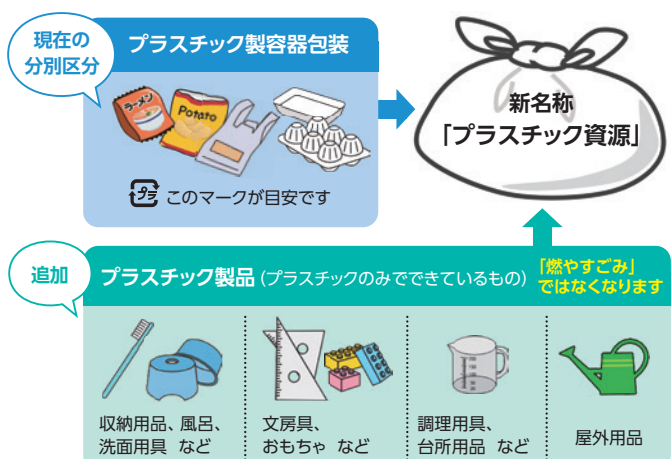 現在の
分別区分
プラスチック製容器包装
ラーメン
Potato
プラ このマークが目安です
新名称
「プラスチック資源」
追加
プラスチック製品(プラスチックのみでできているもの)
「燃やすごみ」
ではなくなります
収納用品、風呂、
洗面用具 など
文房具、
おもちゃ など
調理用具、
台所用品 など
屋外用品